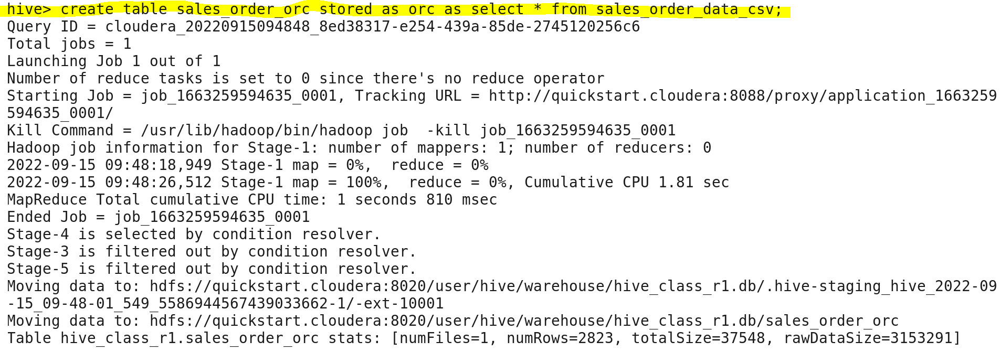 hive> create table sales_order_orc stored as orc as select * from sales_order_data_csv;
Query ID = cloudera_20220915094848_8ed38317-e254-439a-85de-2745120256c6
Total jobs = 1
Launching Job 1 out of 1
Number of reduce tasks is set to 0 since there's no reduce operator
Starting Job = job_1663259594635_0001, Tracking URL = http://quickstart.cloudera:8088/proxy/application_1663259
594635_0001/
Kill Command = /usr/lib/hadoop/bin/hadoop job  -kill job_1663259594635_0001
Hadoop job information for Stage-1: number of mappers: 1; number of reducers: 0
2022-09-15 09:48:18,949 Stage-1 map = 0%,  reduce = 0%
2022-09-15 09:48:26,512 Stage-1 map = 100%,  reduce = 0%, Cumulative CPU 1.81 sec
MapReduce Total cumulative CPU time: 1 seconds 810 msec
Ended Job = job_1663259594635_0001
Stage-4 is selected by condition resolver.
Stage-3 is filtered out by condition resolver.
Stage-5 is filtered out by condition resolver.
Moving data to: hdfs://quickstart.cloudera:8020/user/hive/warehouse/hive_class_r1.db/.hive-staging_hive_2022-09
-15_09-48-01_549_5586944567439033662-1/-ext-10001
Moving data to: hdfs://quickstart.cloudera:8020/user/hive/warehouse/hive_class_r1.db/sales_order_orc
Table hive_class_r1.sales_order_orc stats: [numFiles=1, numRows=2823, totalSize=37548, rawDataSize=3153291]